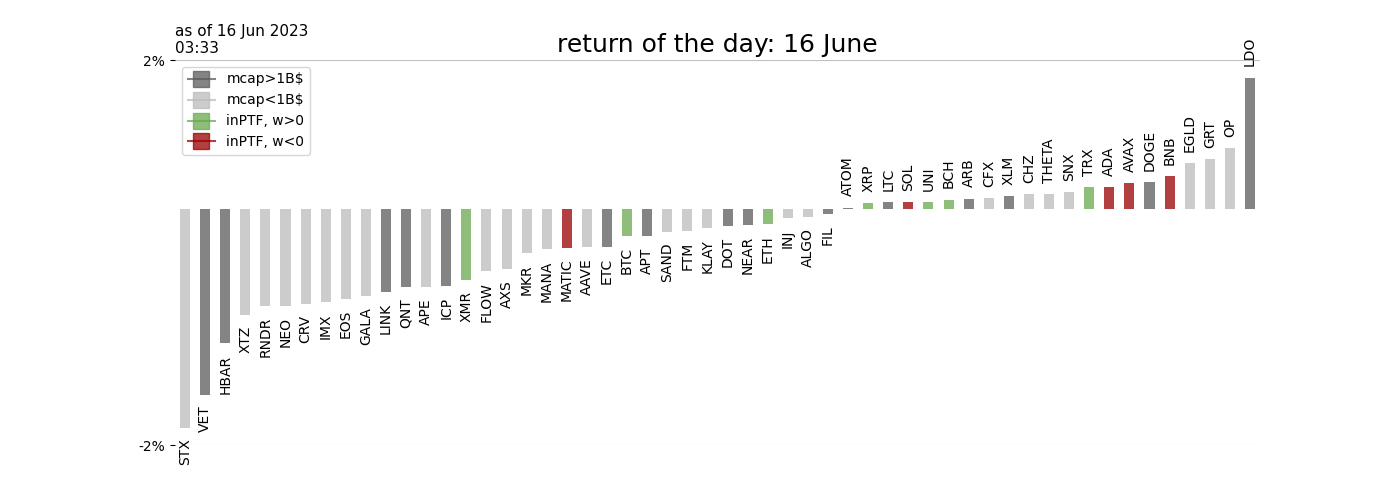 as of 16 Jun 2023
03:33
return of the day: 16 June
2%
mcap>1B$
mcap<1B$
inPTF, w>0
inPTF, w<0
-2%
STX
VET
HBAR
XTZ
RNDR
NEO
CRV
IMX
EOS
GALA
LINK
QNT
APE
ICP
XMR
FLOW
AXS
MKR
MANA
MATIC
AAVE
ETC
BTC
APT
SAND
FTM
KLAY
DOT
NEAR
ETH
INJ
ALGO
FIL
ATOM
XRP
LTC
SOL
UNI
BCH
ARB
CFX
XLM
CHZ
THETA
SNX
TRX
ADA
AVAX
DOGE
BNB
EGLD
GRT
OP
LDO